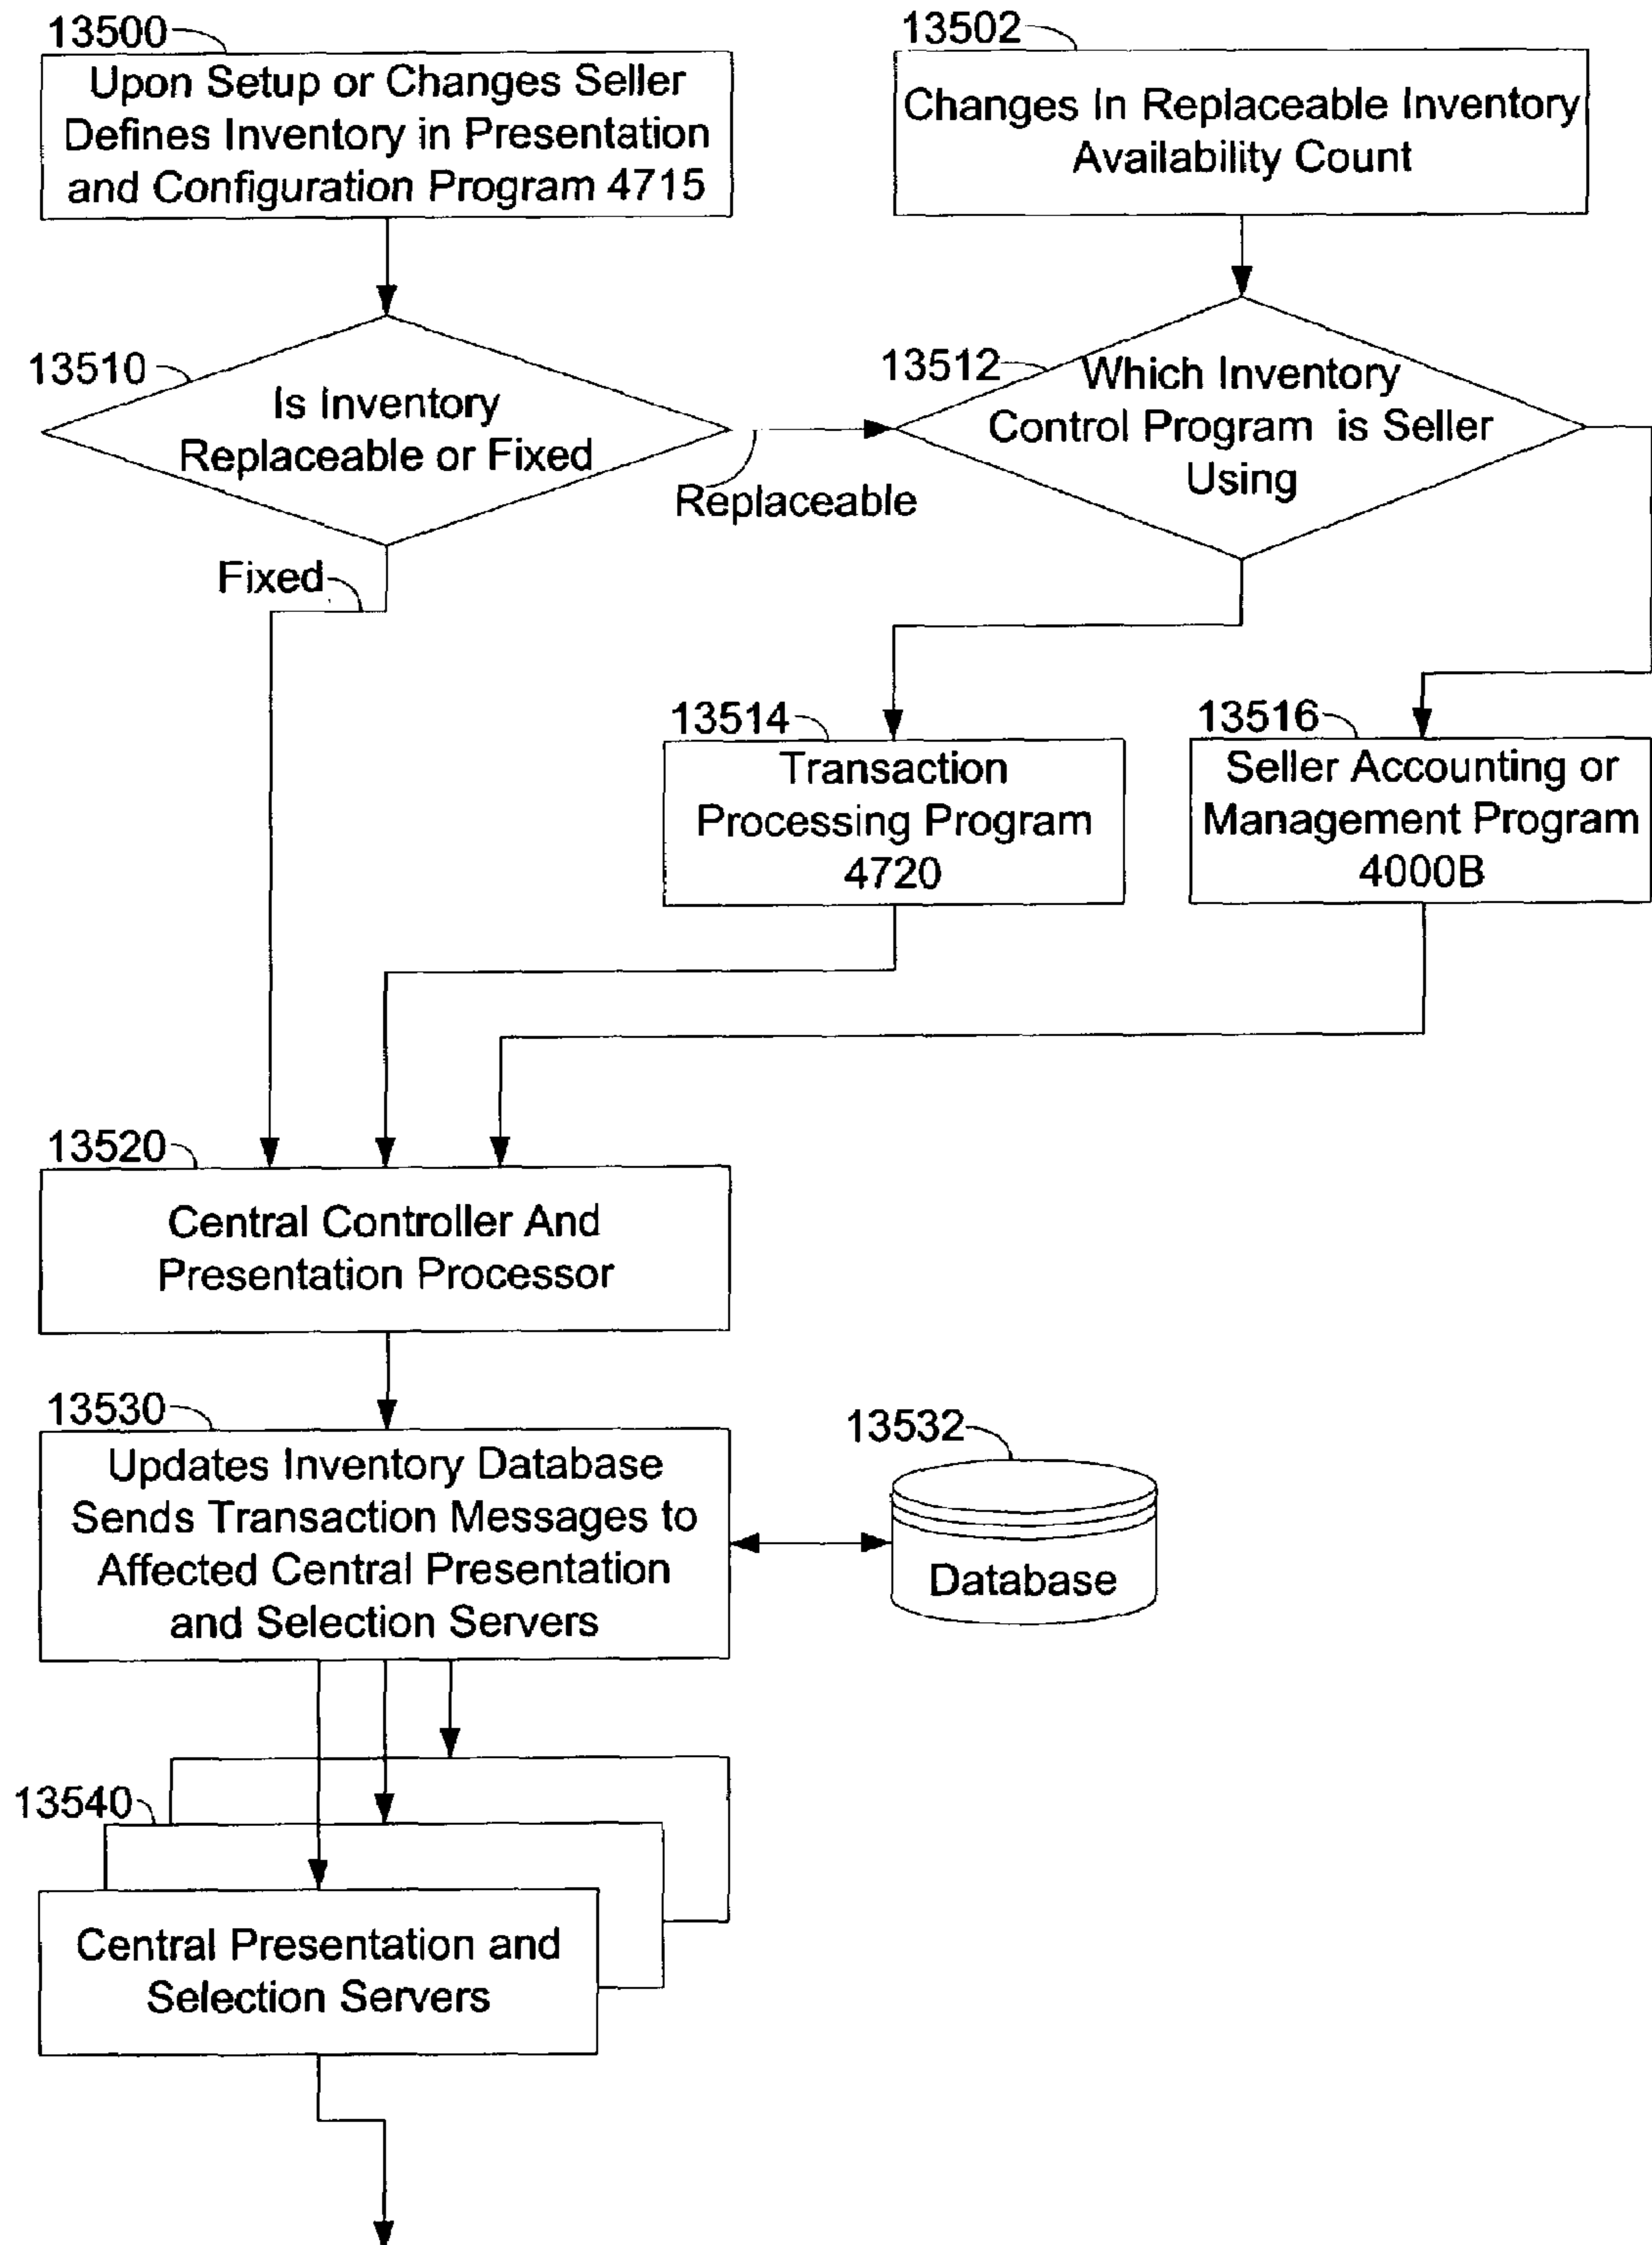 13500
Upon Setup or Changes Seller
Defines Inventory in Presentation
and Configuration Program 4715
13502
Changes In Replaceable Inventory
Availability Count
13510
Is Inventory
Replaceable or Fixed
Replaceable
Fixed
13512
Which Inventory
Control Program is Seller
Using
13514
Transaction
Processing Program
4720
13516
Seller Accounting or
Management Program
4000B
13520
Central Controller And
Presentation Processor
13530
Updates Inventory Database
Sends Transaction Messages to
Affected Central Presentation
and Selection Servers
13532
Database
13540
Central Presentation and
Selection Servers